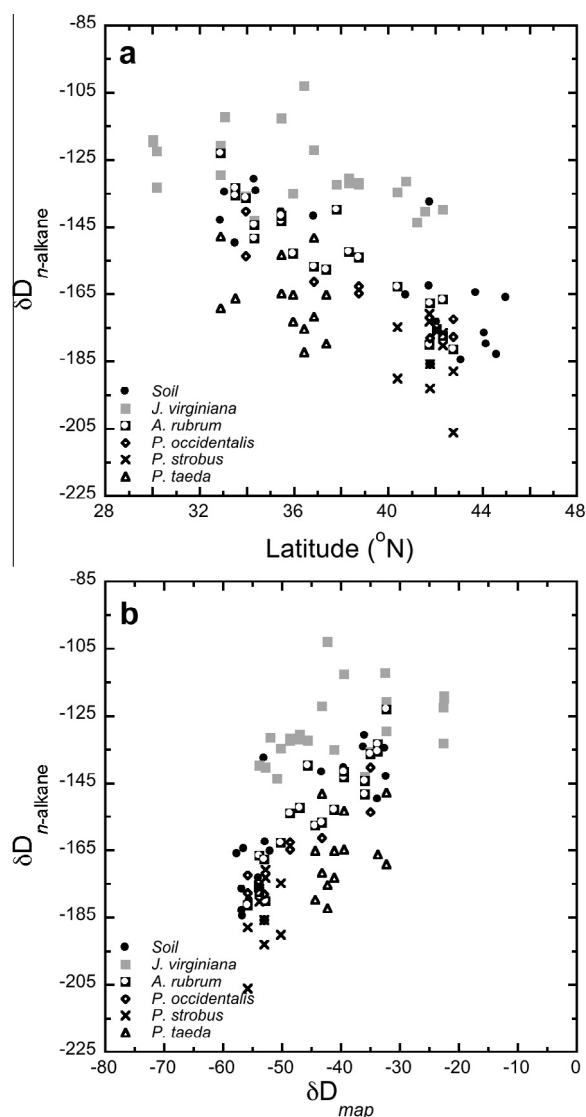 -85
-105
-125
-145
-165
-185
-205
-225
a
δD n-alkane
Soil
J. virginiana
A. rubrum
P. occidentalis
P. strobus
P. taeda
28 32 36 40 44 48
Latitude (°N)
-85
-105
-125
-145
-165
-185
-205
-225
b
δD n-alkane
Soil
J. virginiana
A. rubrum
P. occidentalis
P. strobus
P. taeda
-80 -70 -60 -50 -40 -30 -20 -10 0
δD map